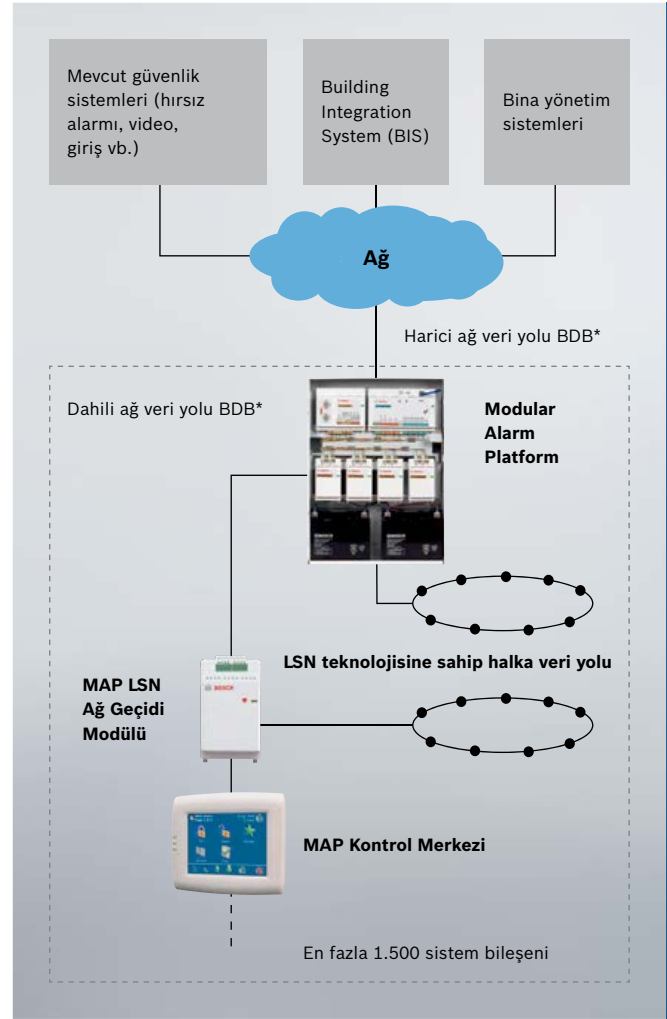 Mevcut güvenlik
sistemleri (hırsız
alarmı, video,
giriş vb.)
Building
Integration
System (BIS)
Bina yönetim
sistemleri
Ağ
Harici ağ veri yolu BDB*
Dahili ağ veri yolu BDB*
Modular
Alarm
Platform
LSN teknolojisine sahip halka veri yolu
MAP LSN
Ağ Geçidi
Modülü
BOSCH
MAP Kontrol Merkezi
En fazla 1.500 sistem bileşeni